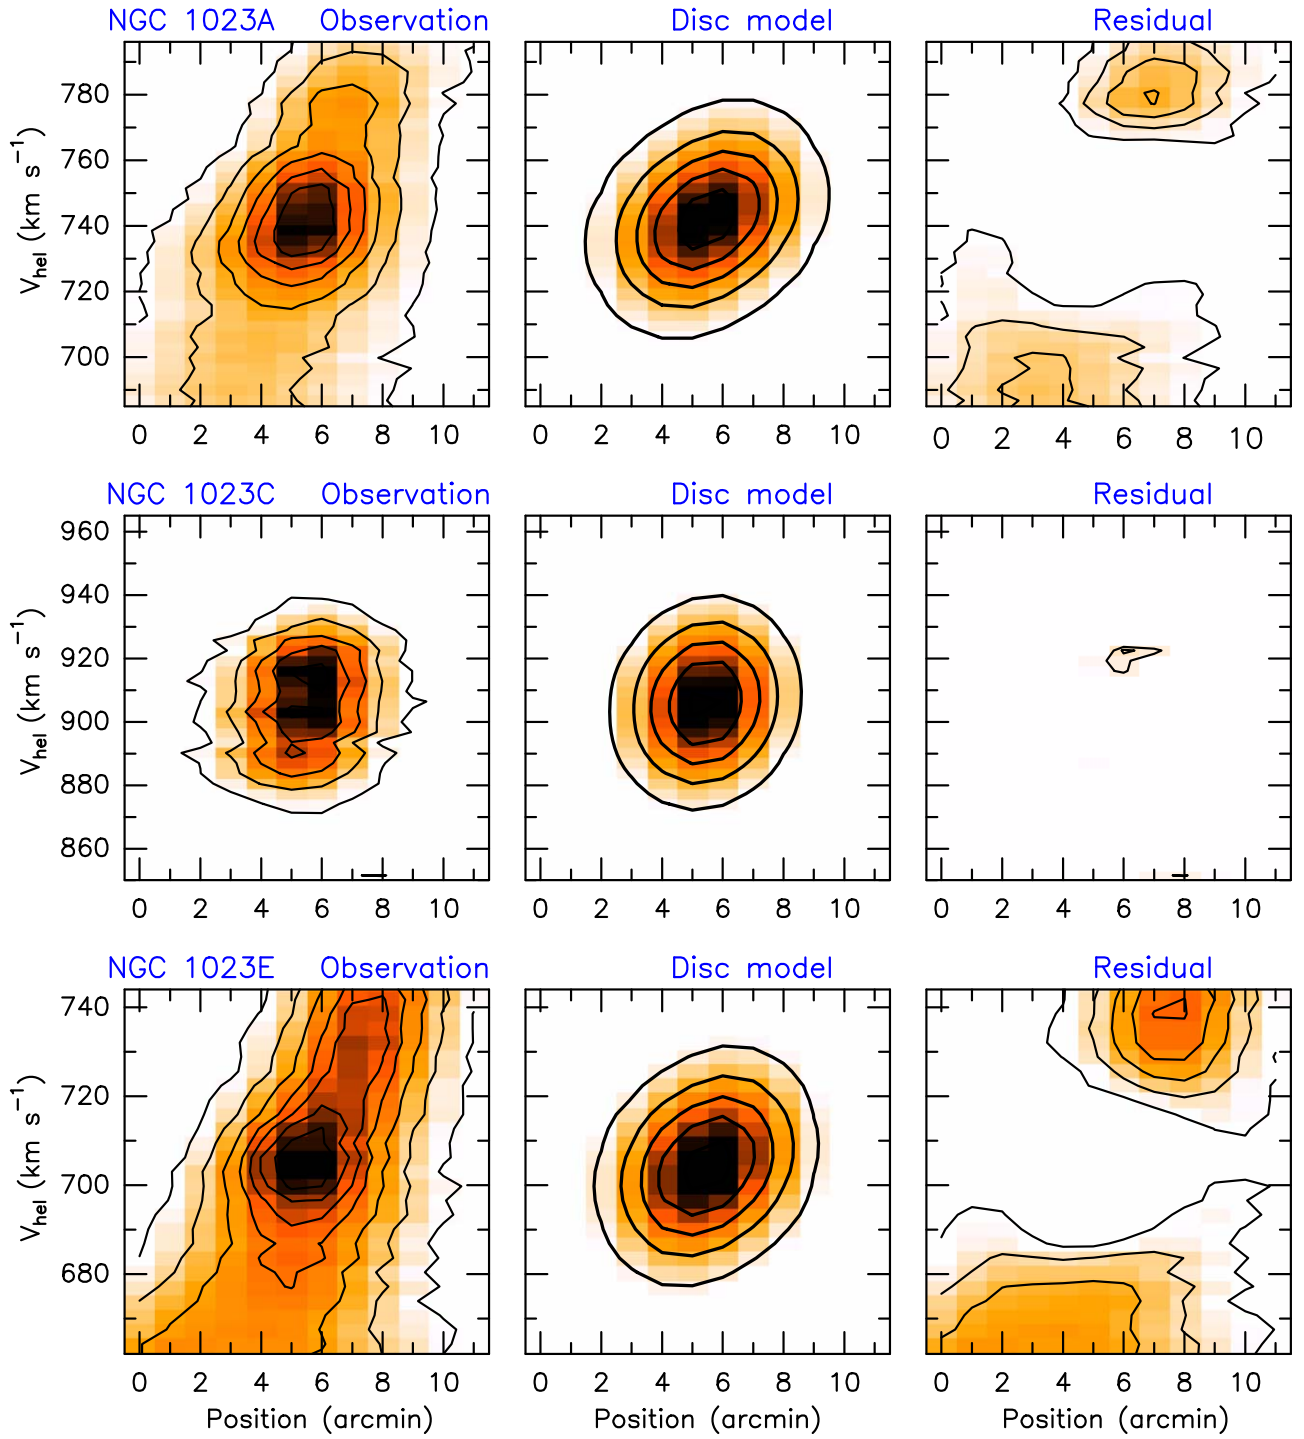 NGC 1023A Observation Disc model Residual
780
760
740
720
700
V_hel (km s⁻¹)
0 2 4 6 8 10 0 2 4 6 8 10 0 2 4 6 8 10
NGC 1023C Observation Disc model Residual
960
940
920
900
880
860
V_hel (km s⁻¹)
0 2 4 6 8 10 0 2 4 6 8 10 0 2 4 6 8 10
NGC 1023E Observation Disc model Residual
740
720
700
680
V_hel (km s⁻¹)
0 2 4 6 8 10 0 2 4 6 8 10 0 2 4 6 8 10
Position (arcmin) Position (arcmin) Position (arcmin)